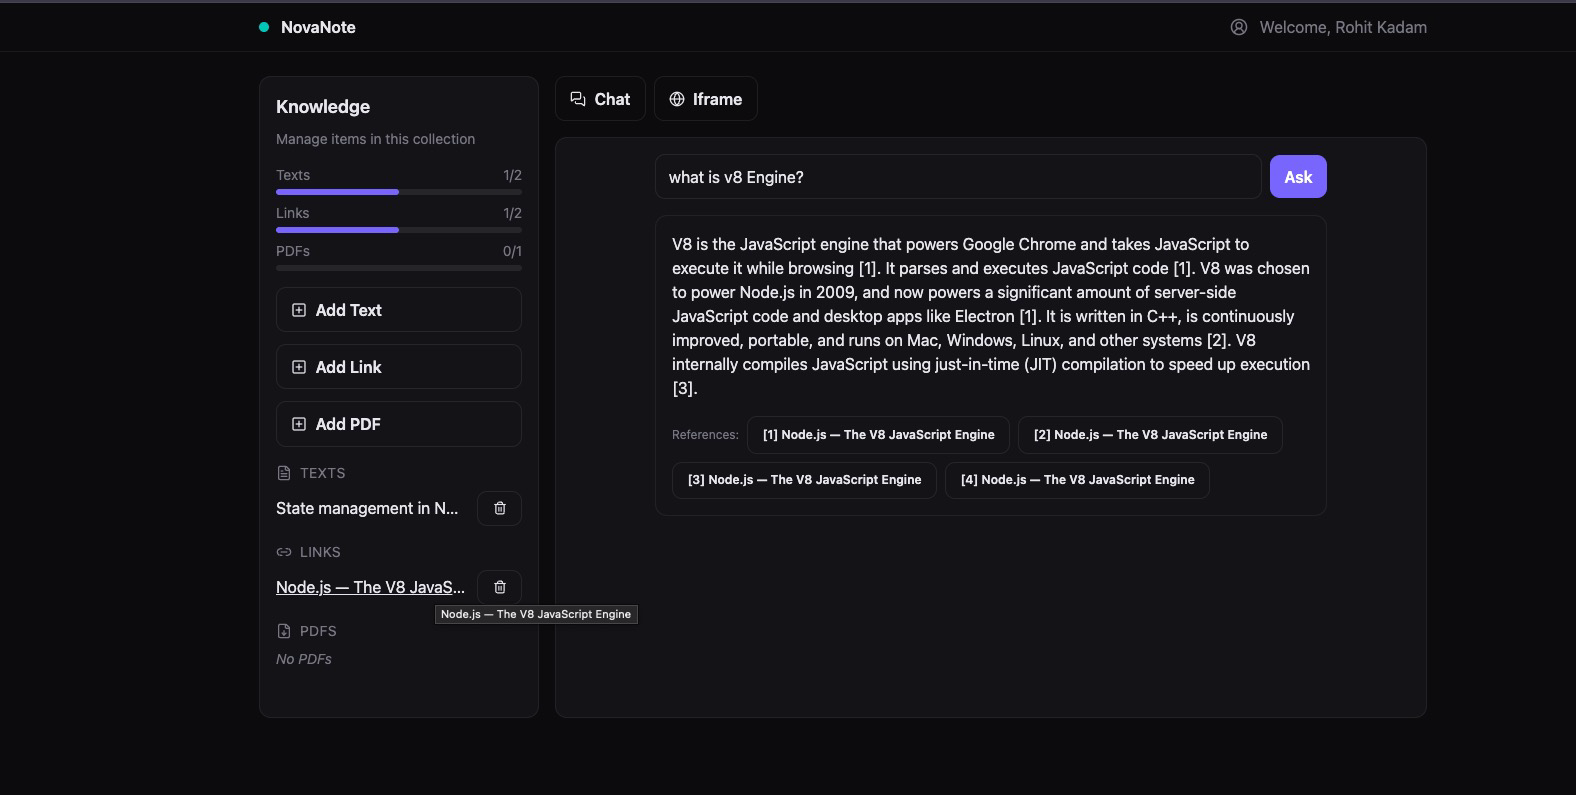 NovaNote
Welcome, Rohit Kadam
Knowledge
Manage items in this collection
Texts 1/2
Links 1/2
PDFs 0/1
Add Text
Add Link
Add PDF
TEXTS
State management in N...
LINKS
Node.js — The V8 JavaS...
Node.js — The V8 JavaScript Engine
PDFS
No PDFs
Chat
Iframe
what is v8 Engine?
Ask
V8 is the JavaScript engine that powers Google Chrome and takes JavaScript to
execute it while browsing [1]. It parses and executes JavaScript code [1]. V8 was chosen
to power Node.js in 2009, and now powers a significant amount of server-side
JavaScript code and desktop apps like Electron [1]. It is written in C++, is continuously
improved, portable, and runs on Mac, Windows, Linux, and other systems [2]. V8
internally compiles JavaScript using just-in-time (JIT) compilation to speed up execution
[3].
References: [1] Node.js — The V8 JavaScript Engine [2] Node.js — The V8 JavaScript Engine
[3] Node.js — The V8 JavaScript Engine [4] Node.js — The V8 JavaScript Engine